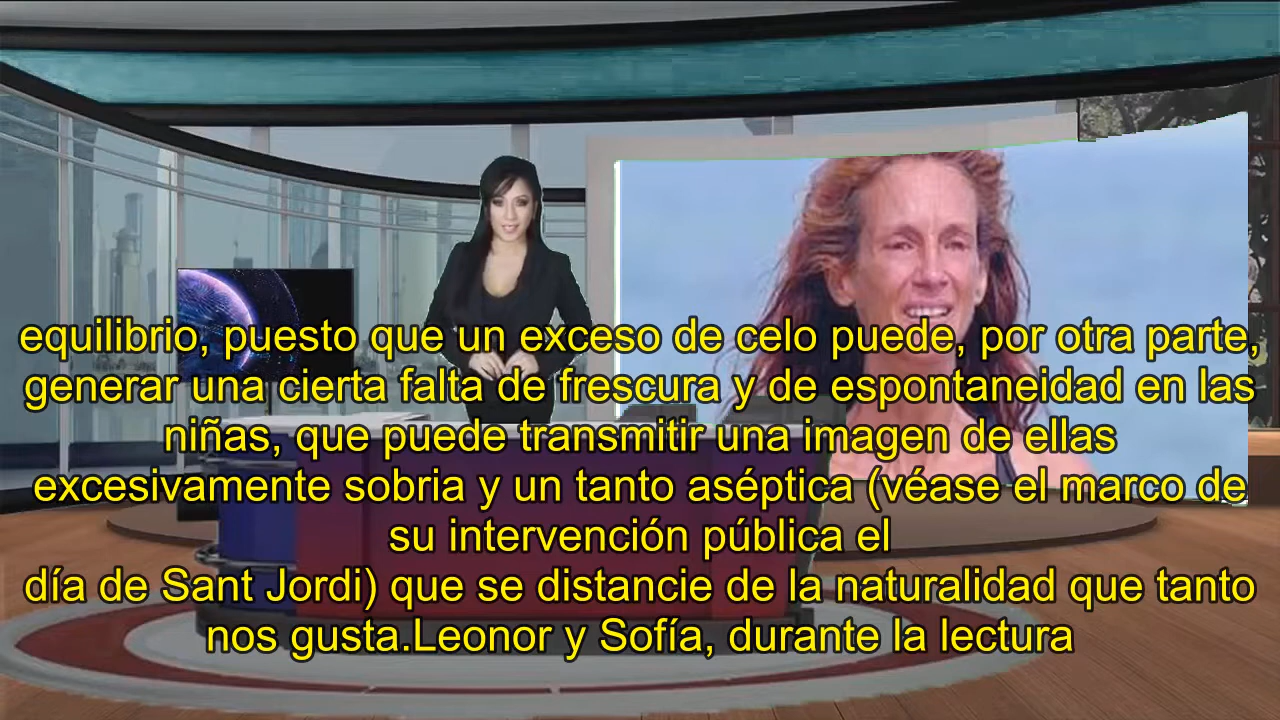 equilibrio, puesto que un exceso de celo puede, por otra parte,
generar una cierta falta de frescura y de espontaneidad en las
niñas, que puede transmitir una imagen de ellas
excesivamente sobria y un tanto aséptica (véase el marco de
su intervención pública el
día de Sant Jordi) que se distancie de la naturalidad que tanto
nos gusta.Leonor y Sofía, durante la lectura